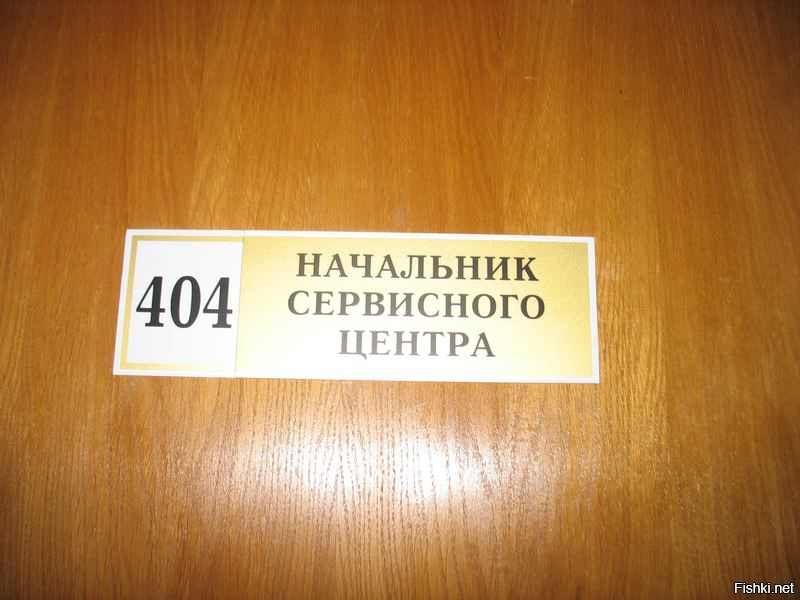 404
НАЧАЛЬНИК
СЕРВИСНОГО
ЦЕНТРА
Fishki.net